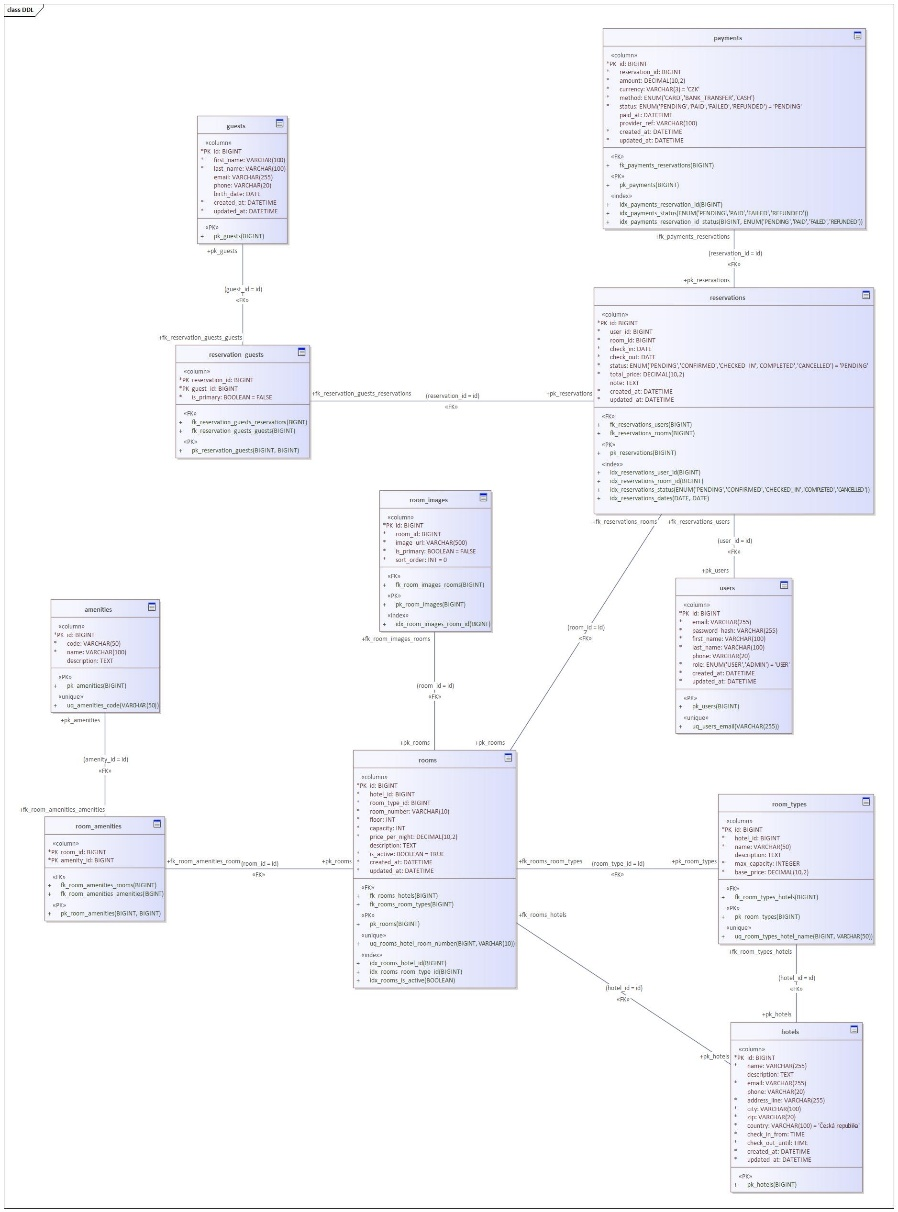 class DDL
payments
«column»
*PK id: BIGINT
* reservation_id: BIGINT
* amount: DECIMAL(10,2)
* currency: VARCHAR(3) = 'CZK'
* method: ENUM('CARD','BANK_TRANSFER','CASH')
* status: ENUM('PENDING','PAID','FAILED','REFUNDED') = 'PENDING'
paid_at: DATETIME
provider_ref: VARCHAR(100)
* created_at: DATETIME
* updated_at: DATETIME
«FK»
+ fk_payments_reservations(BIGINT)
«PK»
+ pk_payments(BIGINT)
«index»
+ idx_payments_reservation_id(BIGINT)
+ idx_payments_status(ENUM('PENDING','PAID','FAILED','REFUNDED'))
+ idx_payments_reservation_id_status(BIGINT, ENUM('PENDING','PAID','FAILED','REFUNDED'))
+fk_payments_reservations
(reservation_id = id)
«FK»
+pk_reservations
guests
«column»
*PK id: BIGINT
* first_name: VARCHAR(100)
* last_name: VARCHAR(100)
email: VARCHAR(255)
phone: VARCHAR(20)
birth_date: DATE
* created_at: DATETIME
* updated_at: DATETIME
«PK»
+ pk_guests(BIGINT)
+pk_guests
(guest_id = id)
«FK»
+fk_reservation_guests_guests
reservation_guests
«column»
*PK reservation_id: BIGINT
*PK guest_id: BIGINT
* is_primary: BOOLEAN = FALSE
«FK»
+ fk_reservation_guests_reservations(BIGINT)
+ fk_reservation_guests_guests(BIGINT)
«PK»
+ pk_reservation_guests(BIGINT, BIGINT)
+fk_reservation_guests_reservations
(reservation_id = id)
«FK»
+pk_reservations
reservations
«column»
*PK id: BIGINT
* user_id: BIGINT
* room_id: BIGINT
* check_in: DATE
* check_out: DATE
* status: ENUM('PENDING','CONFIRMED','CHECKED_IN','COMPLETED','CANCELLED') = 'PENDING'
* total_price: DECIMAL(10,2)
note: TEXT
* created_at: DATETIME
* updated_at: DATETIME
«FK»
+ fk_reservations_users(BIGINT)
+ fk_reservations_rooms(BIGINT)
«PK»
+ pk_reservations(BIGINT)
«index»
+ idx_reservations_user_id(BIGINT)
+ idx_reservations_room_id(BIGINT)
+ idx_reservations_status(ENUM('PENDING','CONFIRMED','CHECKED_IN','COMPLETED','CANCELLED'))
+ idx_reservations_dates(DATE, DATE)
+fk_reservations_rooms
+fk_reservations_users
(user_id = id)
«FK»
+pk_users
users
«column»
*PK id: BIGINT
* email: VARCHAR(255)
* password_hash: VARCHAR(255)
* first_name: VARCHAR(100)
* last_name: VARCHAR(100)
phone: VARCHAR(20)
* role: ENUM('USER','ADMIN') = 'USER'
* created_at: DATETIME
* updated_at: DATETIME
«PK»
+ pk_users(BIGINT)
«unique»
+ uq_users_email(VARCHAR(255))
room_images
«column»
*PK id: BIGINT
* room_id: BIGINT
* image_url: VARCHAR(500)
* is_primary: BOOLEAN = FALSE
* sort_order: INT = 0
«FK»
+ fk_room_images_rooms(BIGINT)
«PK»
+ pk_room_images(BIGINT)
«index»
+ idx_room_images_room_id(BIGINT)
+fk_room_images_rooms
(room_id = id)
«FK»
+pk_rooms
(room_id = id)
«FK»
+pk_rooms
amenities
«column»
*PK id: BIGINT
* code: VARCHAR(50)
* name: VARCHAR(100)
description: TEXT
«PK»
+ pk_amenities(BIGINT)
«unique»
+ uq_amenities_code(VARCHAR(50))
+pk_amenities
(amenity_id = id)
«FK»
+fk_room_amenities_amenities
room_amenities
«column»
*PK room_id: BIGINT
*PK amenity_id: BIGINT
«FK»
+ fk_room_amenities_rooms(BIGINT)
+ fk_room_amenities_amenities(BIGINT)
«PK»
+ pk_room_amenities(BIGINT, BIGINT)
+fk_room_amenities_rooms
(room_id = id)
«FK»
+pk_rooms
rooms
«column»
*PK id: BIGINT
* hotel_id: BIGINT
* room_type_id: BIGINT
* room_number: VARCHAR(10)
* floor: INT
* capacity: INT
* price_per_night: DECIMAL(10,2)
description: TEXT
* is_active: BOOLEAN = TRUE
* created_at: DATETIME
* updated_at: DATETIME
«FK»
+ fk_rooms_hotels(BIGINT)
+ fk_rooms_room_types(BIGINT)
«PK»
+ pk_rooms(BIGINT)
«unique»
+ uq_rooms_hotel_room_number(BIGINT, VARCHAR(10))
«index»
+ idx_rooms_hotel_id(BIGINT)
+ idx_rooms_room_type_id(BIGINT)
+ idx_rooms_is_active(BOOLEAN)
+fk_rooms_room_types
(room_type_id = id)
«FK»
+pk_room_types
room_types
«column»
*PK id: BIGINT
* hotel_id: BIGINT
* name: VARCHAR(50)
description: TEXT
* max_capacity: INTEGER
* base_price: DECIMAL(10,2)
«FK»
+ fk_room_types_hotels(BIGINT)
«PK»
+ pk_room_types(BIGINT)
«unique»
+ uq_room_types_hotel_name(BIGINT, VARCHAR(50))
+fk_room_types_hotels
(hotel_id = id)
«FK»
+pk_hotels
+fk_rooms_hotels
(hotel_id = id)
«FK»
+pk_hotels
hotels
«column»
*PK id: BIGINT
* name: VARCHAR(255)
description: TEXT
* email: VARCHAR(255)
phone: VARCHAR(20)
* address_line: VARCHAR(255)
* city: VARCHAR(100)
* zip: VARCHAR(20)
* country: VARCHAR(100) = 'Česká republika'
* check_in_from: TIME
* check_out_until: TIME
* created_at: DATETIME
* updated_at: DATETIME
«PK»
+ pk_hotels(BIGINT)